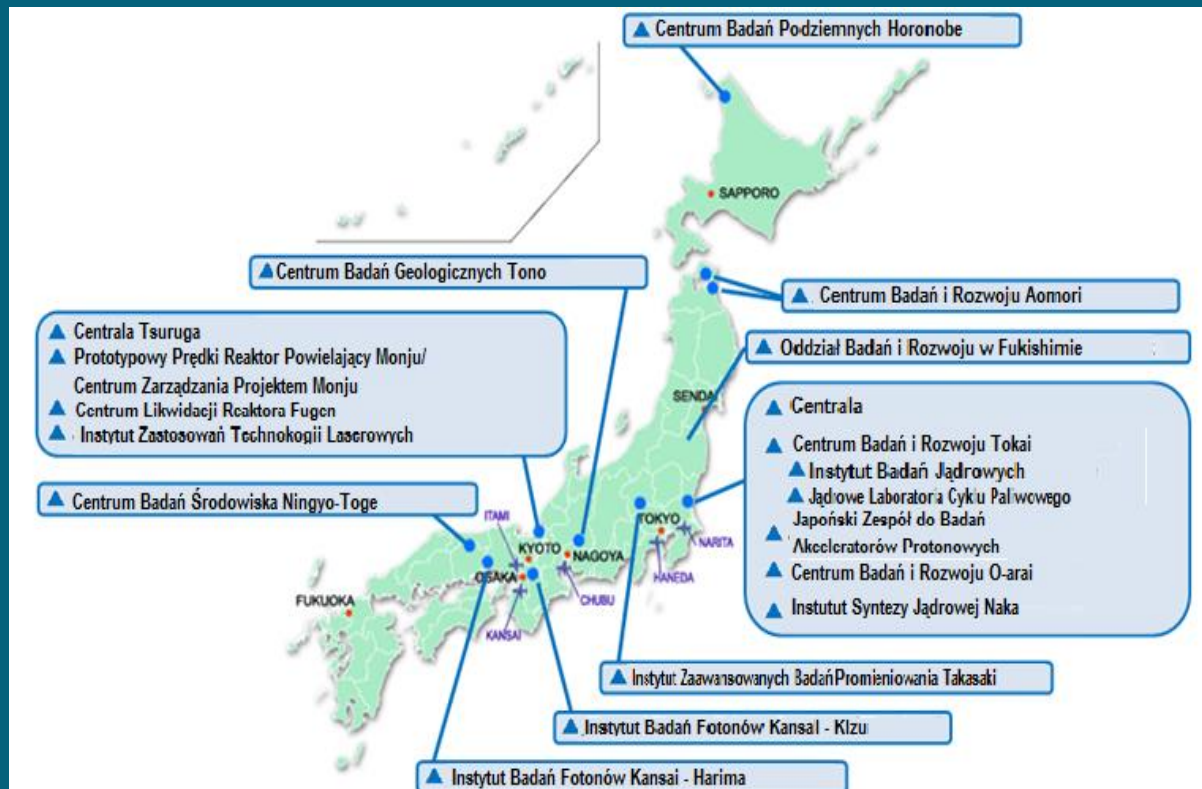 Centrum Badań Podziemnych Horonobe
SAPPORO
Centrum Badań Geologicznych Tono
Centrum Badań i Rozwoju Aomori
Centrala Tsuruga
Prototypowy Prędki Reaktor Powielający Monju/
Centrum Zarządzania Projektem Monju
Centrum Likwidacji Reaktora Fugen
Instytut Zastosowań Technokogii Laserowych
Oddział Badań i Rozwoju w Fukishimie
SENDAI
Centrala
Centrum Badań i Rozwoju Tokai
Instytut Badań Jądrowych
Jądrowe Laboratoria Cyklu Paliwowego
Japoński Zespół do Badań
Akceleratorów Protonowych
Centrum Badań i Rozwoju O-arai
Instutut Syntezy Jądrowej Naka
Centrum Badań Środowiska Ningyo-Toge
ITAMI
KYOTO
NAGOYA
TOKYO
NARITA
HANEDA
OSAKA
CHUBU
KANSAI
FUKUOKA
Instytut Zaawansowanych Badań Promieniowania Takasaki
Instytut Badań Fotonów Kansal - Klzu
Instytut Badań Fotonów Kansai - Harima